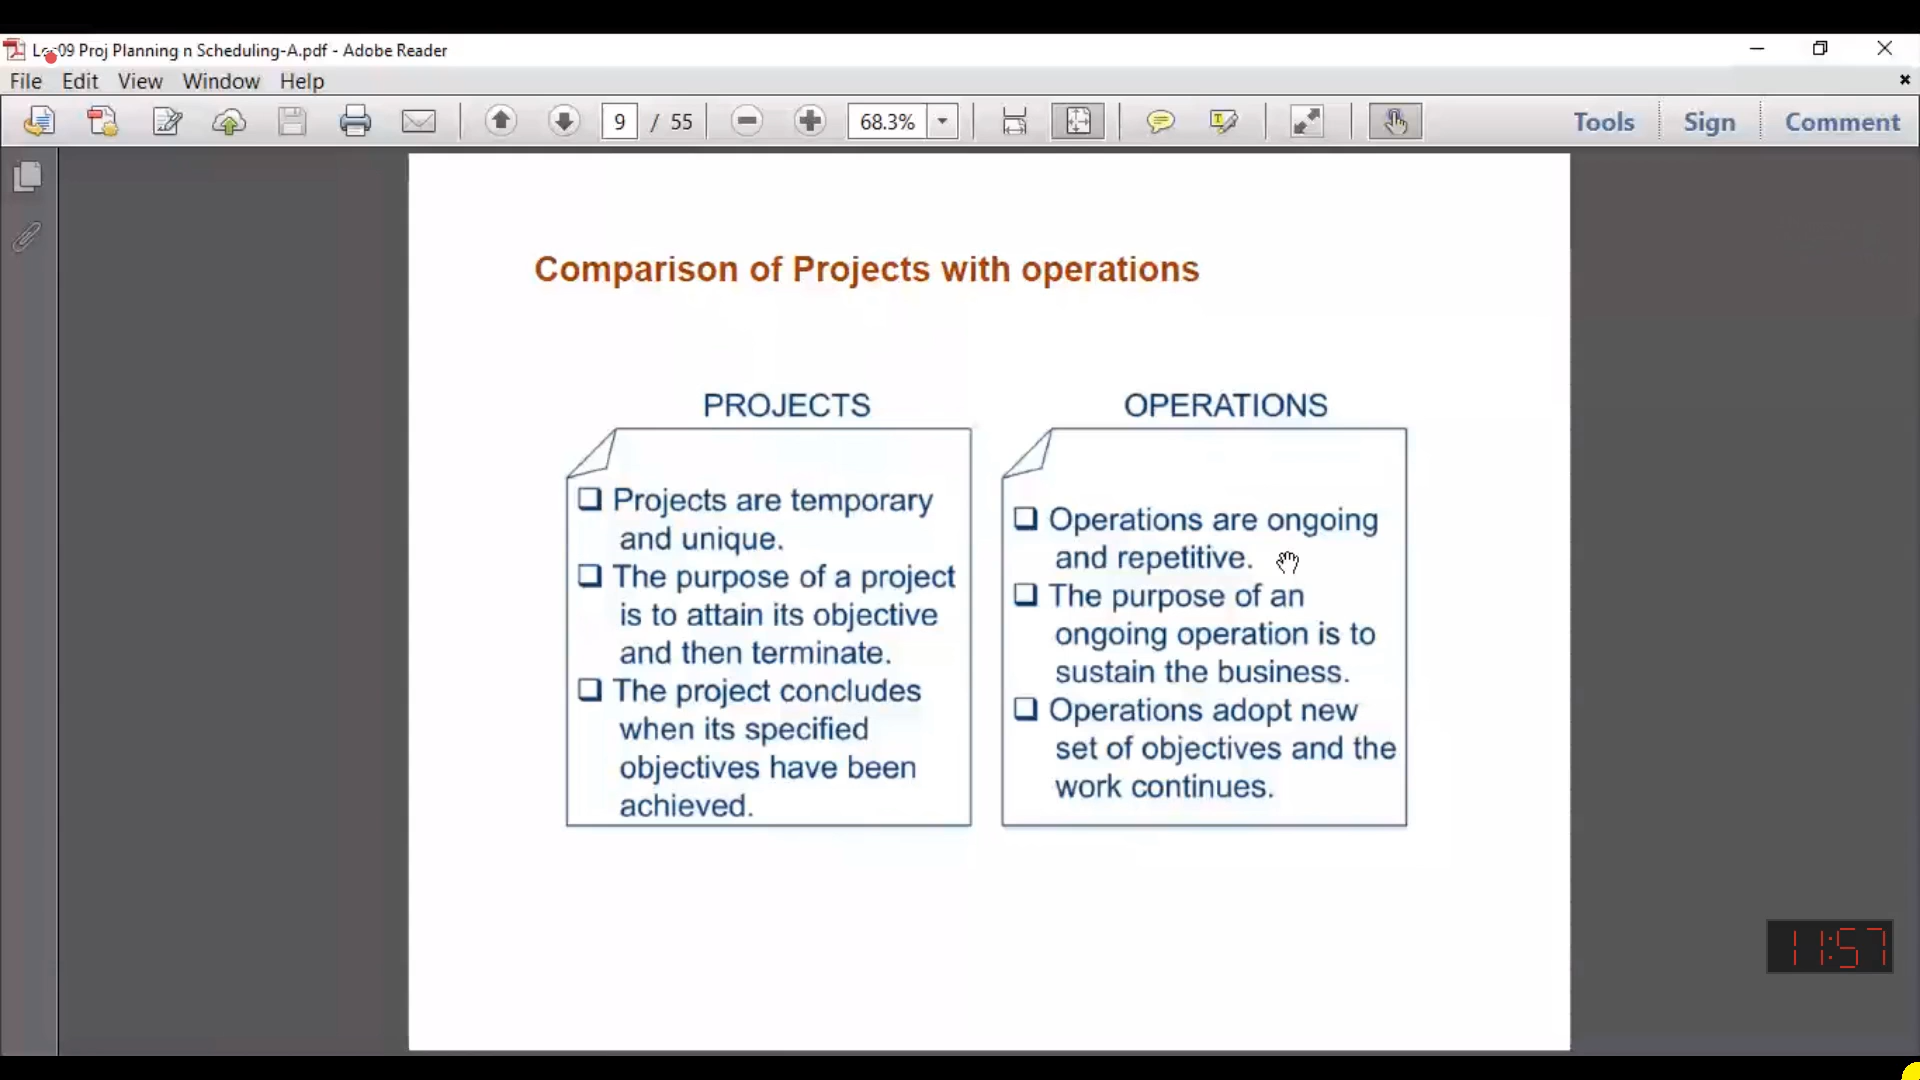 Lec09 Proj Planning n Scheduling-A.pdf - Adobe Reader
File Edit View Window Help
9 / 55 68.3% Tools Sign Comment
Comparison of Projects with operations
PROJECTS
❑ Projects are temporary
and unique.
❑ The purpose of a project
is to attain its objective
and then terminate.
❑ The project concludes
when its specified
objectives have been
achieved.
OPERATIONS
❑ Operations are ongoing
and repetitive.
❑ The purpose of an
ongoing operation is to
sustain the business.
❑ Operations adopt new
set of objectives and the
work continues.
11:57